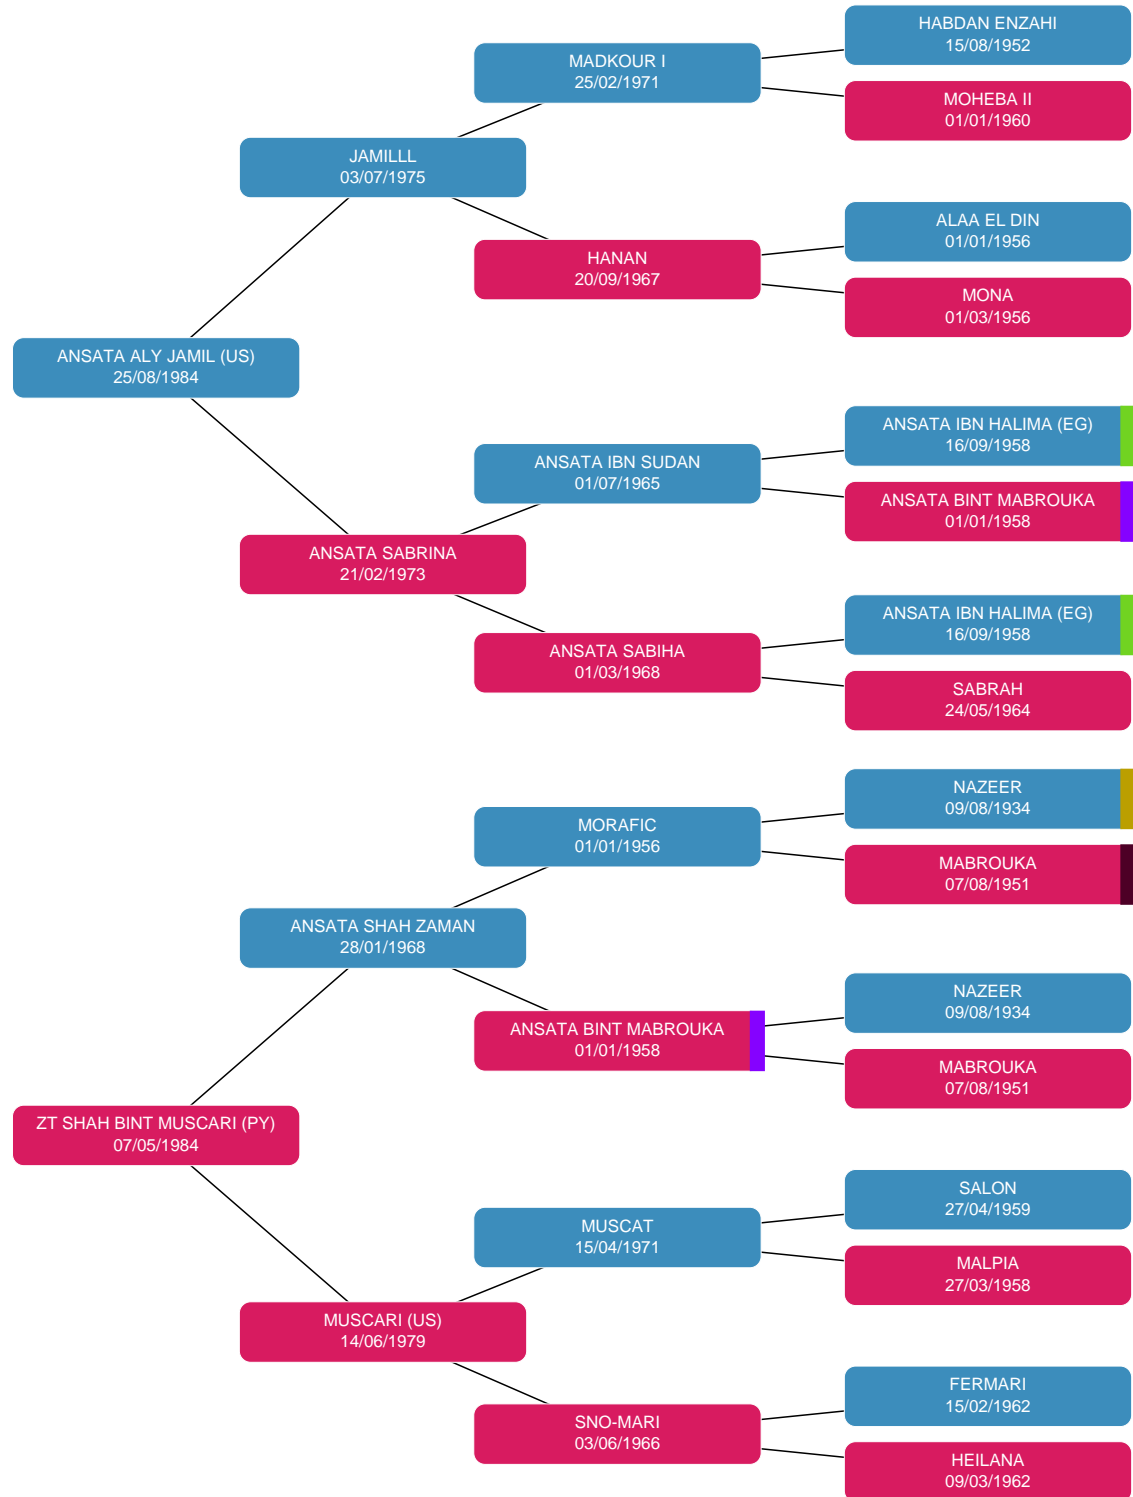 HABDAN ENZAHI
15/08/1952
MADKOUR I
25/02/1971
MOHEBA II
01/01/1960
JAMILLL
03/07/1975
ALAA EL DIN
01/01/1956
HANAN
20/09/1967
MONA
01/03/1956
ANSATA ALY JAMIL (US)
25/08/1984
ANSATA IBN HALIMA (EG)
16/09/1958
ANSATA IBN SUDAN
01/07/1965
ANSATA BINT MABROUKA
01/01/1958
ANSATA SABRINA
21/02/1973
ANSATA IBN HALIMA (EG)
16/09/1958
ANSATA SABIHA
01/03/1968
SABRAH
24/05/1964
NAZEER
09/08/1934
MORAFIC
01/01/1956
MABROUKA
07/08/1951
ANSATA SHAH ZAMAN
28/01/1968
NAZEER
09/08/1934
ANSATA BINT MABROUKA
01/01/1958
MABROUKA
07/08/1951
ZT SHAH BINT MUSCARI (PY)
07/05/1984
SALON
27/04/1959
MUSCAT
15/04/1971
MALPIA
27/03/1958
MUSCARI (US)
14/06/1979
FERMARI
15/02/1962
SNO-MARI
03/06/1966
HEILANA
09/03/1962